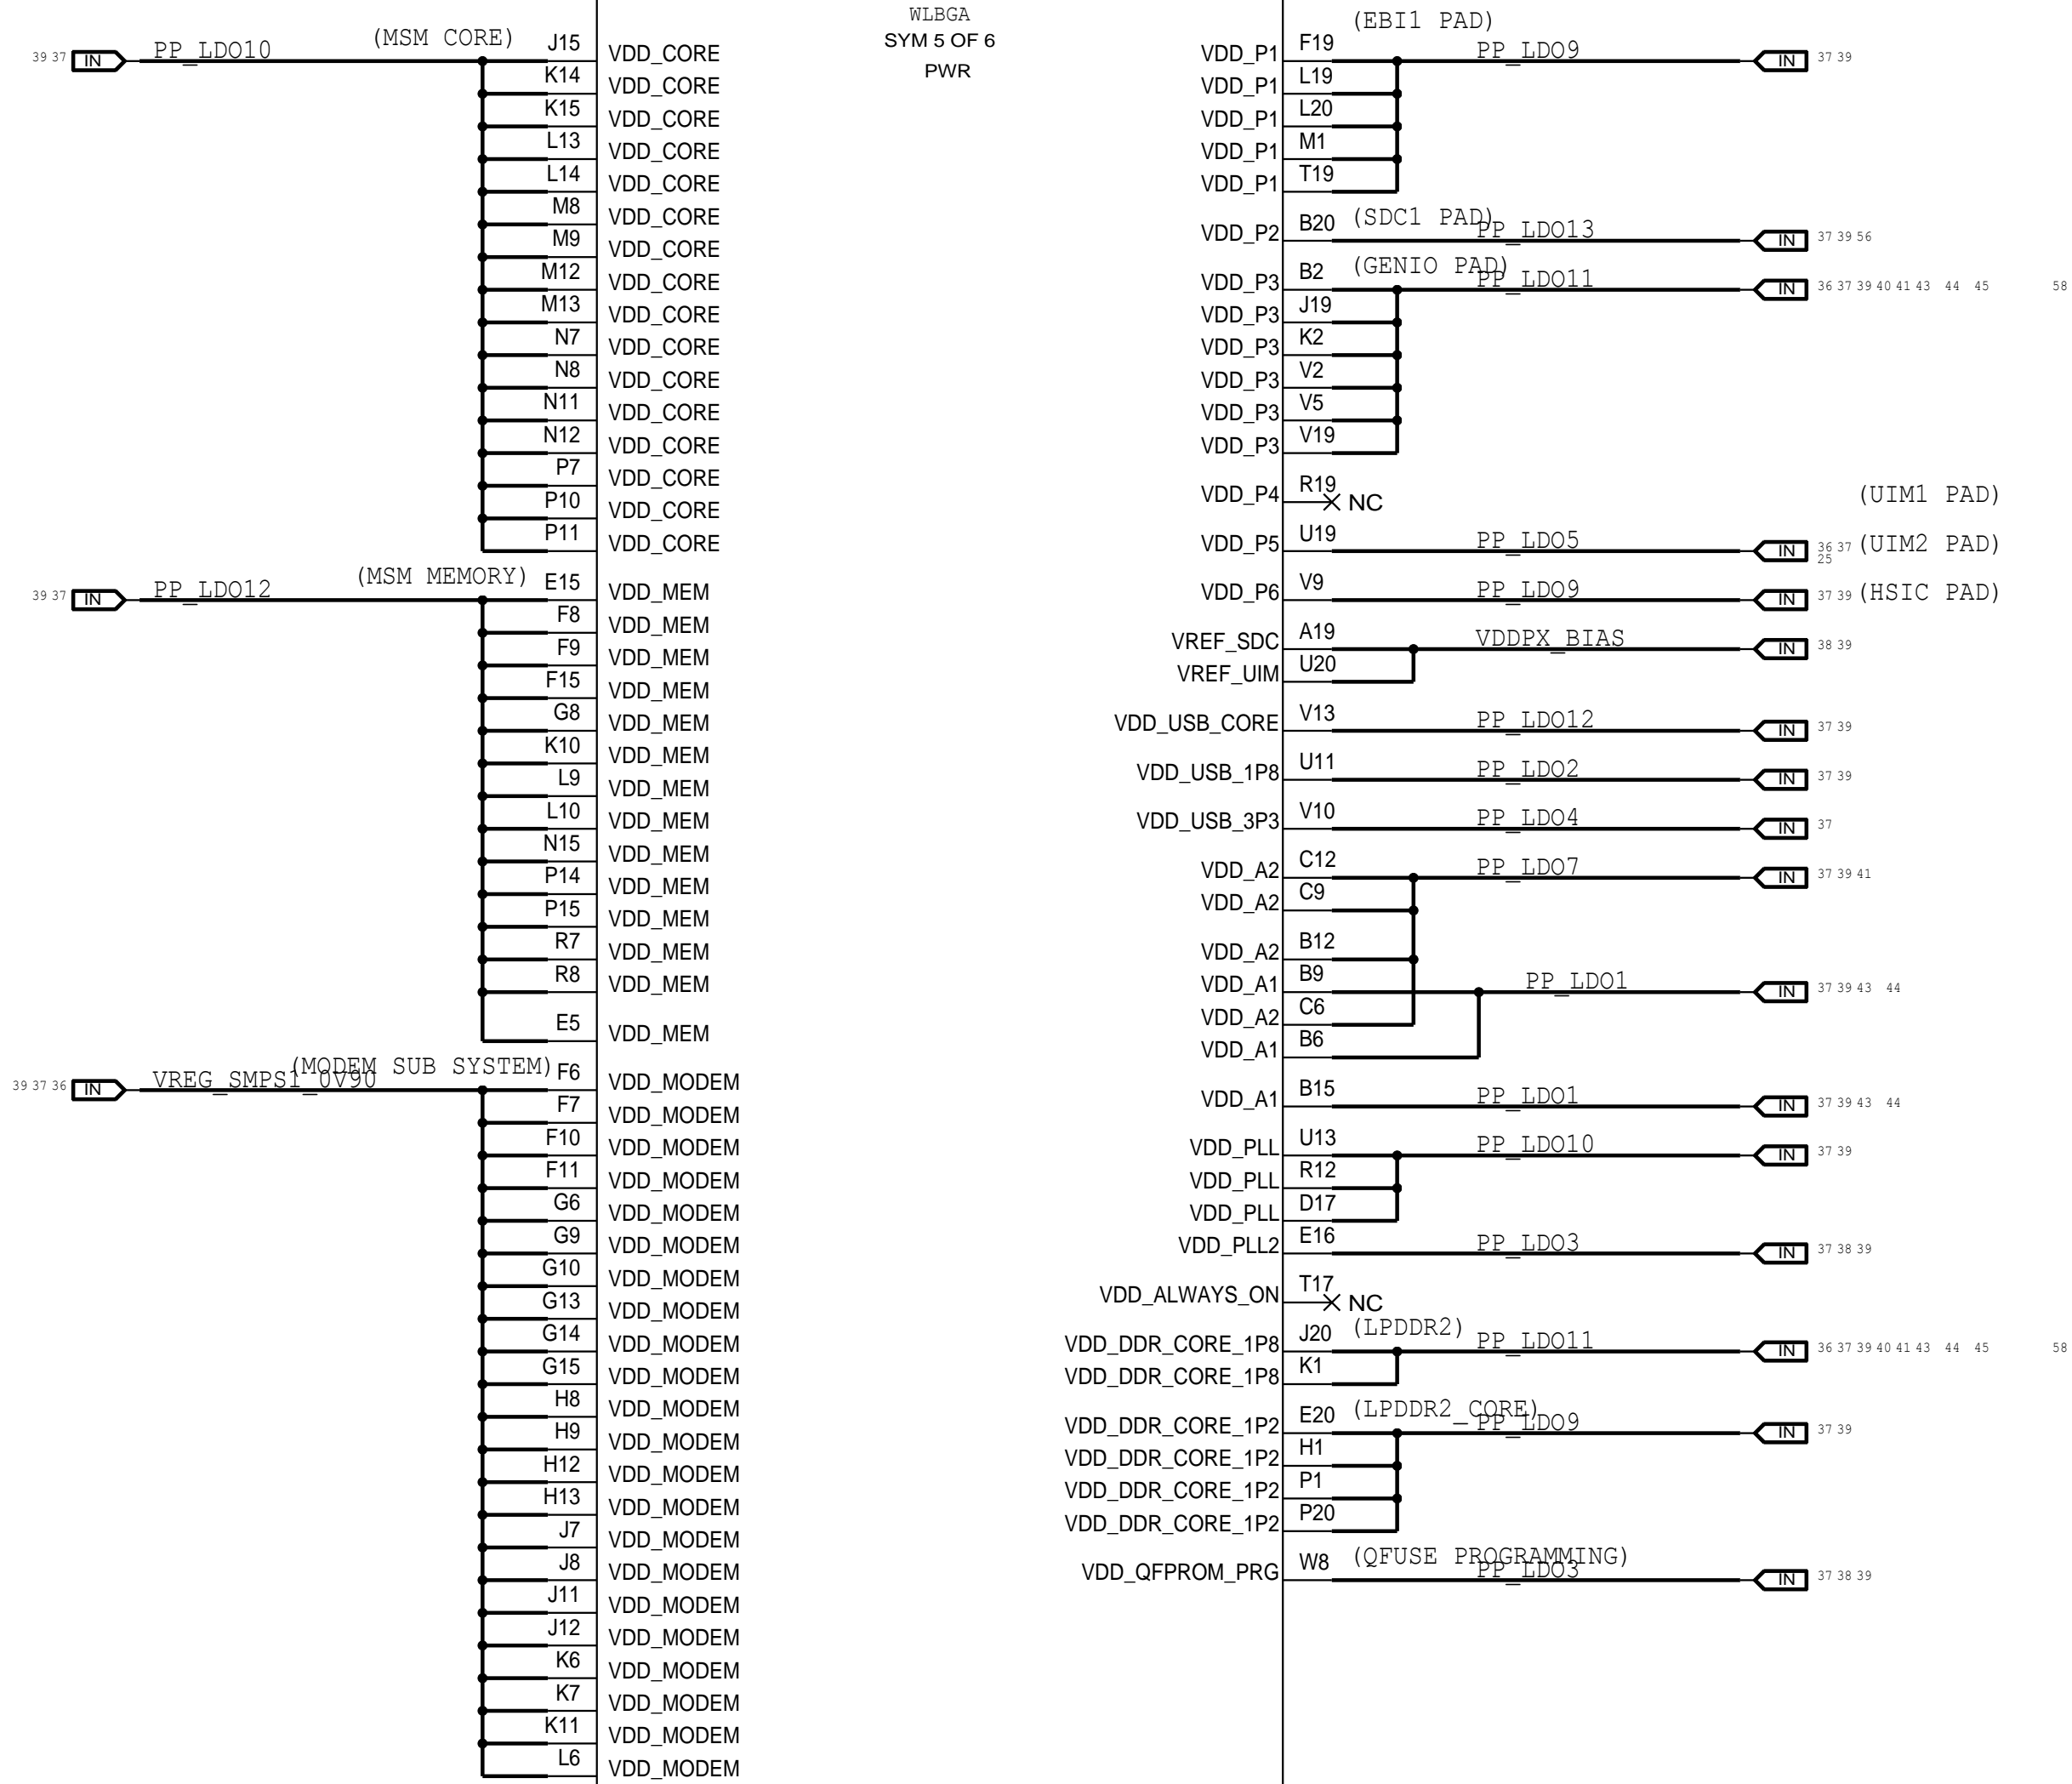 WLBGA
SYM 5 OF 6
PWR
39 37 IN PP_LDO10 (MSM CORE) J15 VDD_CORE
K14 VDD_CORE
K15 VDD_CORE
L13 VDD_CORE
L14 VDD_CORE
M8 VDD_CORE
M9 VDD_CORE
M12 VDD_CORE
M13 VDD_CORE
N7 VDD_CORE
N8 VDD_CORE
N11 VDD_CORE
N12 VDD_CORE
P7 VDD_CORE
P10 VDD_CORE
P11 VDD_CORE
39 37 IN PP_LDO12 (MSM MEMORY) E15 VDD_MEM
F8 VDD_MEM
F9 VDD_MEM
F15 VDD_MEM
G8 VDD_MEM
K10 VDD_MEM
L9 VDD_MEM
L10 VDD_MEM
N15 VDD_MEM
P14 VDD_MEM
P15 VDD_MEM
R7 VDD_MEM
R8 VDD_MEM
E5 VDD_MEM
39 37 36 IN VREG_SMPS1_0V90 (MODEM SUB SYSTEM) F6 VDD_MODEM
F7 VDD_MODEM
F10 VDD_MODEM
F11 VDD_MODEM
G6 VDD_MODEM
G9 VDD_MODEM
G10 VDD_MODEM
G13 VDD_MODEM
G14 VDD_MODEM
G15 VDD_MODEM
H8 VDD_MODEM
H9 VDD_MODEM
H12 VDD_MODEM
H13 VDD_MODEM
J7 VDD_MODEM
J8 VDD_MODEM
J11 VDD_MODEM
J12 VDD_MODEM
K6 VDD_MODEM
K7 VDD_MODEM
K11 VDD_MODEM
L6 VDD_MODEM
(EBI1 PAD)
VDD_P1 F19 PP_LDO9 IN 37 39
VDD_P1 L19
VDD_P1 L20
VDD_P1 M1
VDD_P1 T19
VDD_P2 B20 (SDC1 PAD) PP_LDO13 IN 37 39 56
VDD_P3 B2 (GENIO PAD) PP_LDO11 IN 36 37 39 40 41 43 44 45 58
VDD_P3 J19
VDD_P3 K2
VDD_P3 V2
VDD_P3 V5
VDD_P3 V19
VDD_P4 R19 NC (UIM1 PAD)
VDD_P5 U19 PP_LDO5 IN 36 37 (UIM2 PAD)
25
VDD_P6 V9 PP_LDO9 IN 37 39 (HSIC PAD)
VREF_SDC A19 VDDPX_BIAS IN 38 39
VREF_UIM U20
VDD_USB_CORE V13 PP_LDO12 IN 37 39
VDD_USB_1P8 U11 PP_LDO2 IN 37 39
VDD_USB_3P3 V10 PP_LDO4 IN 37
VDD_A2 C12 PP_LDO7 IN 37 39 41
VDD_A2 C9
VDD_A2 B12
VDD_A1 B9 PP_LDO1 IN 37 39 43 44
VDD_A2 C6
VDD_A1 B6
VDD_A1 B15 PP_LDO1 IN 37 39 43 44
VDD_PLL U13 PP_LDO10 IN 37 39
VDD_PLL R12
VDD_PLL D17
VDD_PLL2 E16 PP_LDO3 IN 37 38 39
VDD_ALWAYS_ON T17 NC
VDD_DDR_CORE_1P8 J20 (LPDDR2) PP_LDO11 IN 36 37 39 40 41 43 44 45 58
VDD_DDR_CORE_1P8 K1
VDD_DDR_CORE_1P2 E20 (LPDDR2_CORE) PP_LDO9 IN 37 39
VDD_DDR_CORE_1P2 H1
VDD_DDR_CORE_1P2 P1
VDD_DDR_CORE_1P2 P20
VDD_QFPROM_PRG W8 (QFUSE PROGRAMMING) PP_LDO3 IN 37 38 39